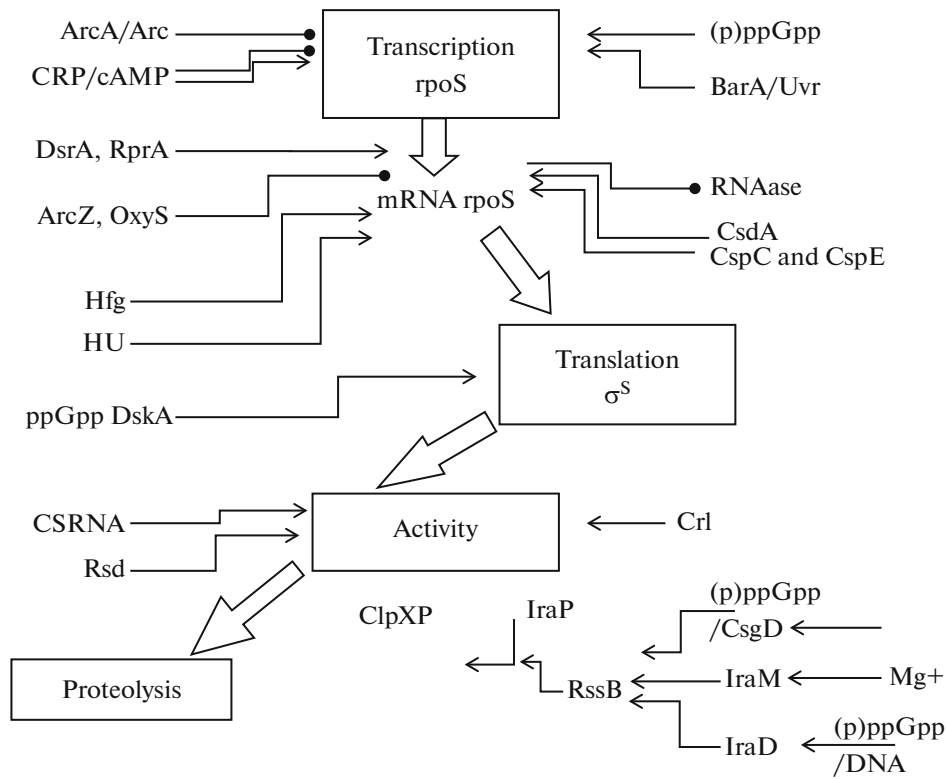 ArcA/Arc
CRP/cAMP
Transcription
rpoS
(p)ppGpp
BarA/Uvr
DsrA, RprA
ArcZ, OxyS
mRNA rpoS
RNAase
CsdA
CspC and CspE
Hfg
HU
Translation
σS
ppGpp DskA
CSRNA
Rsd
Activity
Crl
ClpXP
IraP
(p)ppGpp
/CsgD
Proteolysis
RssB
IraM
Mg+
IraD
(p)ppGpp
/DNA